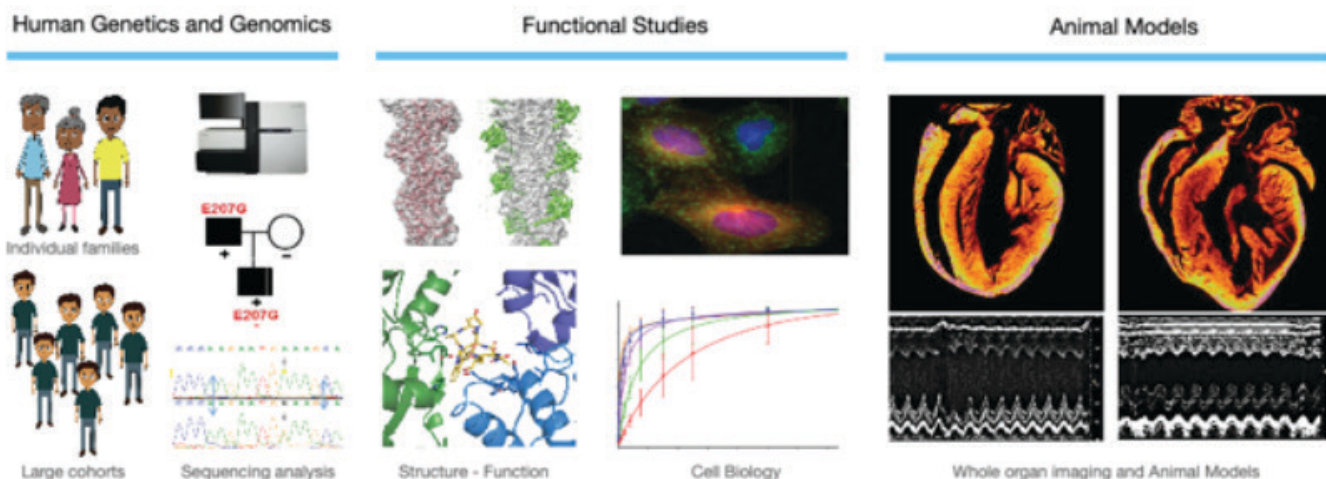 Human Genetics and Genomics
Functional Studies
Animal Models
E207G
+
-
Individual families
+
E207G
-
Large cohorts
Sequencing analysis
Structure - Function
Cell Biology
Whole organ imaging and Animal Models